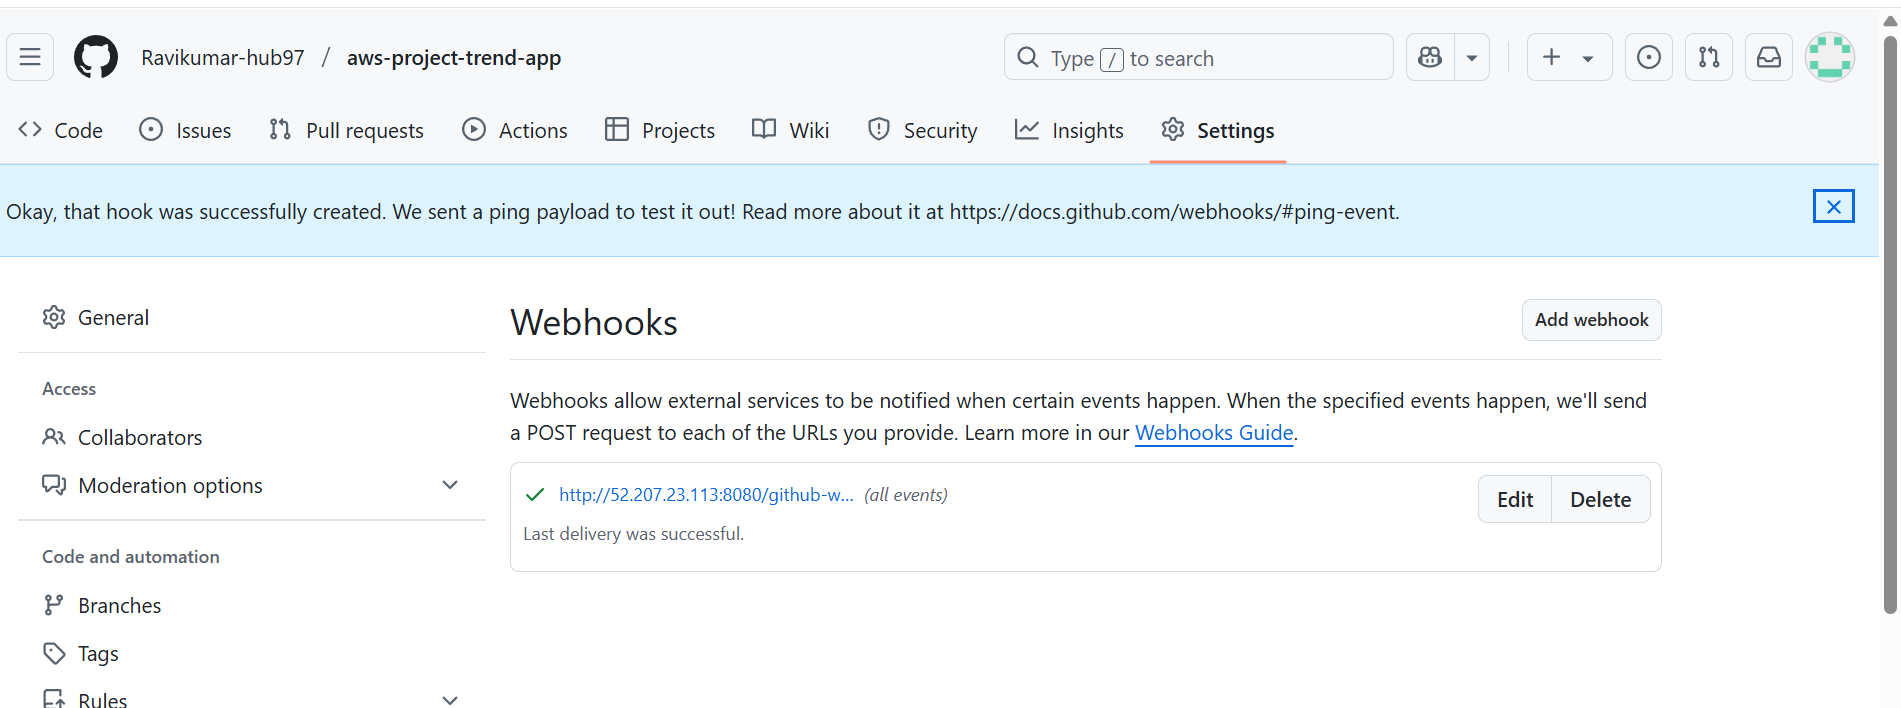 Ravikumar-hub97 / aws-project-trend-app
Type / to search
Code
Issues
Pull requests
Actions
Projects
Wiki
Security
Insights
Settings
Okay, that hook was successfully created. We sent a ping payload to test it out! Read more about it at https://docs.github.com/webhooks/#ping-event.
General
Access
Collaborators
Moderation options
Code and automation
Branches
Tags
Rules
Webhooks
Add webhook
Webhooks allow external services to be notified when certain events happen. When the specified events happen, we'll send
a POST request to each of the URLs you provide. Learn more in our Webhooks Guide.
http://52.207.23.113:8080/github-w... (all events)
Edit
Delete
Last delivery was successful.